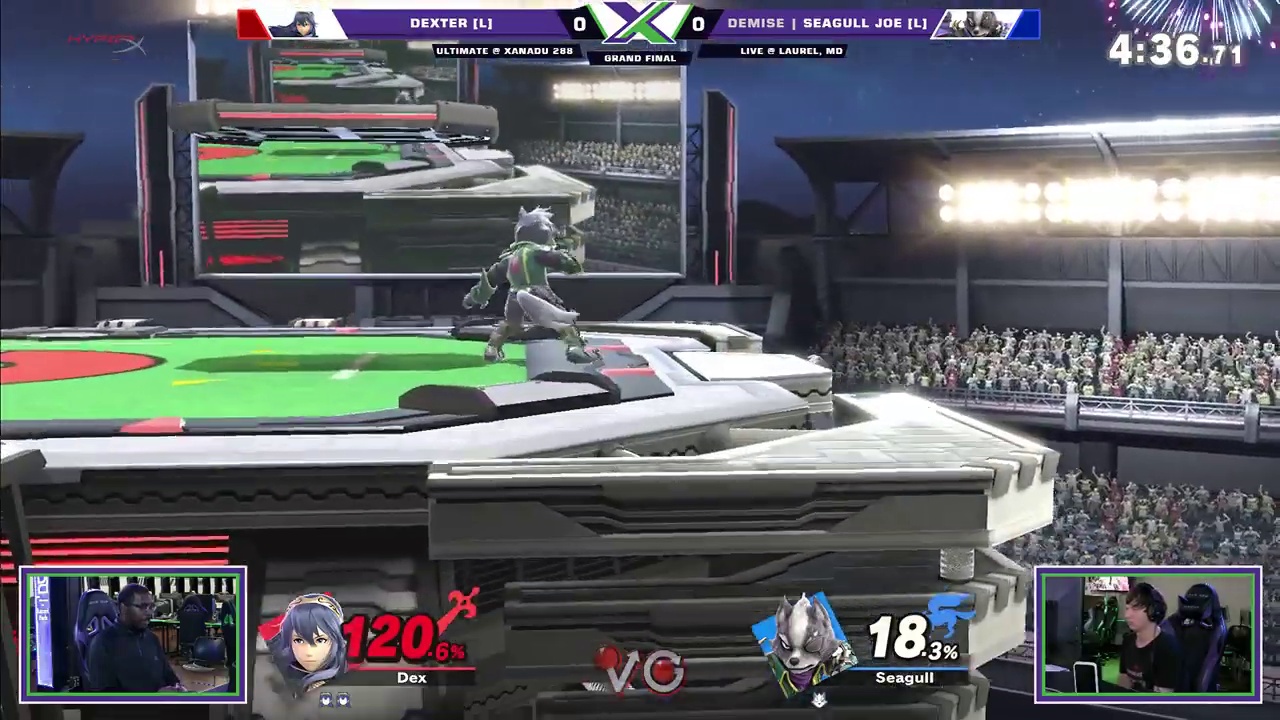 DEXTER [L]
0
0
DEMISE | SEAGULL JOE [L]
ULTIMATE @ XANADU 288
GRAND FINAL
LIVE @ LAUREL, MD
HYPERX
4:36.71
120.6%
Dex
18.3%
Seagull